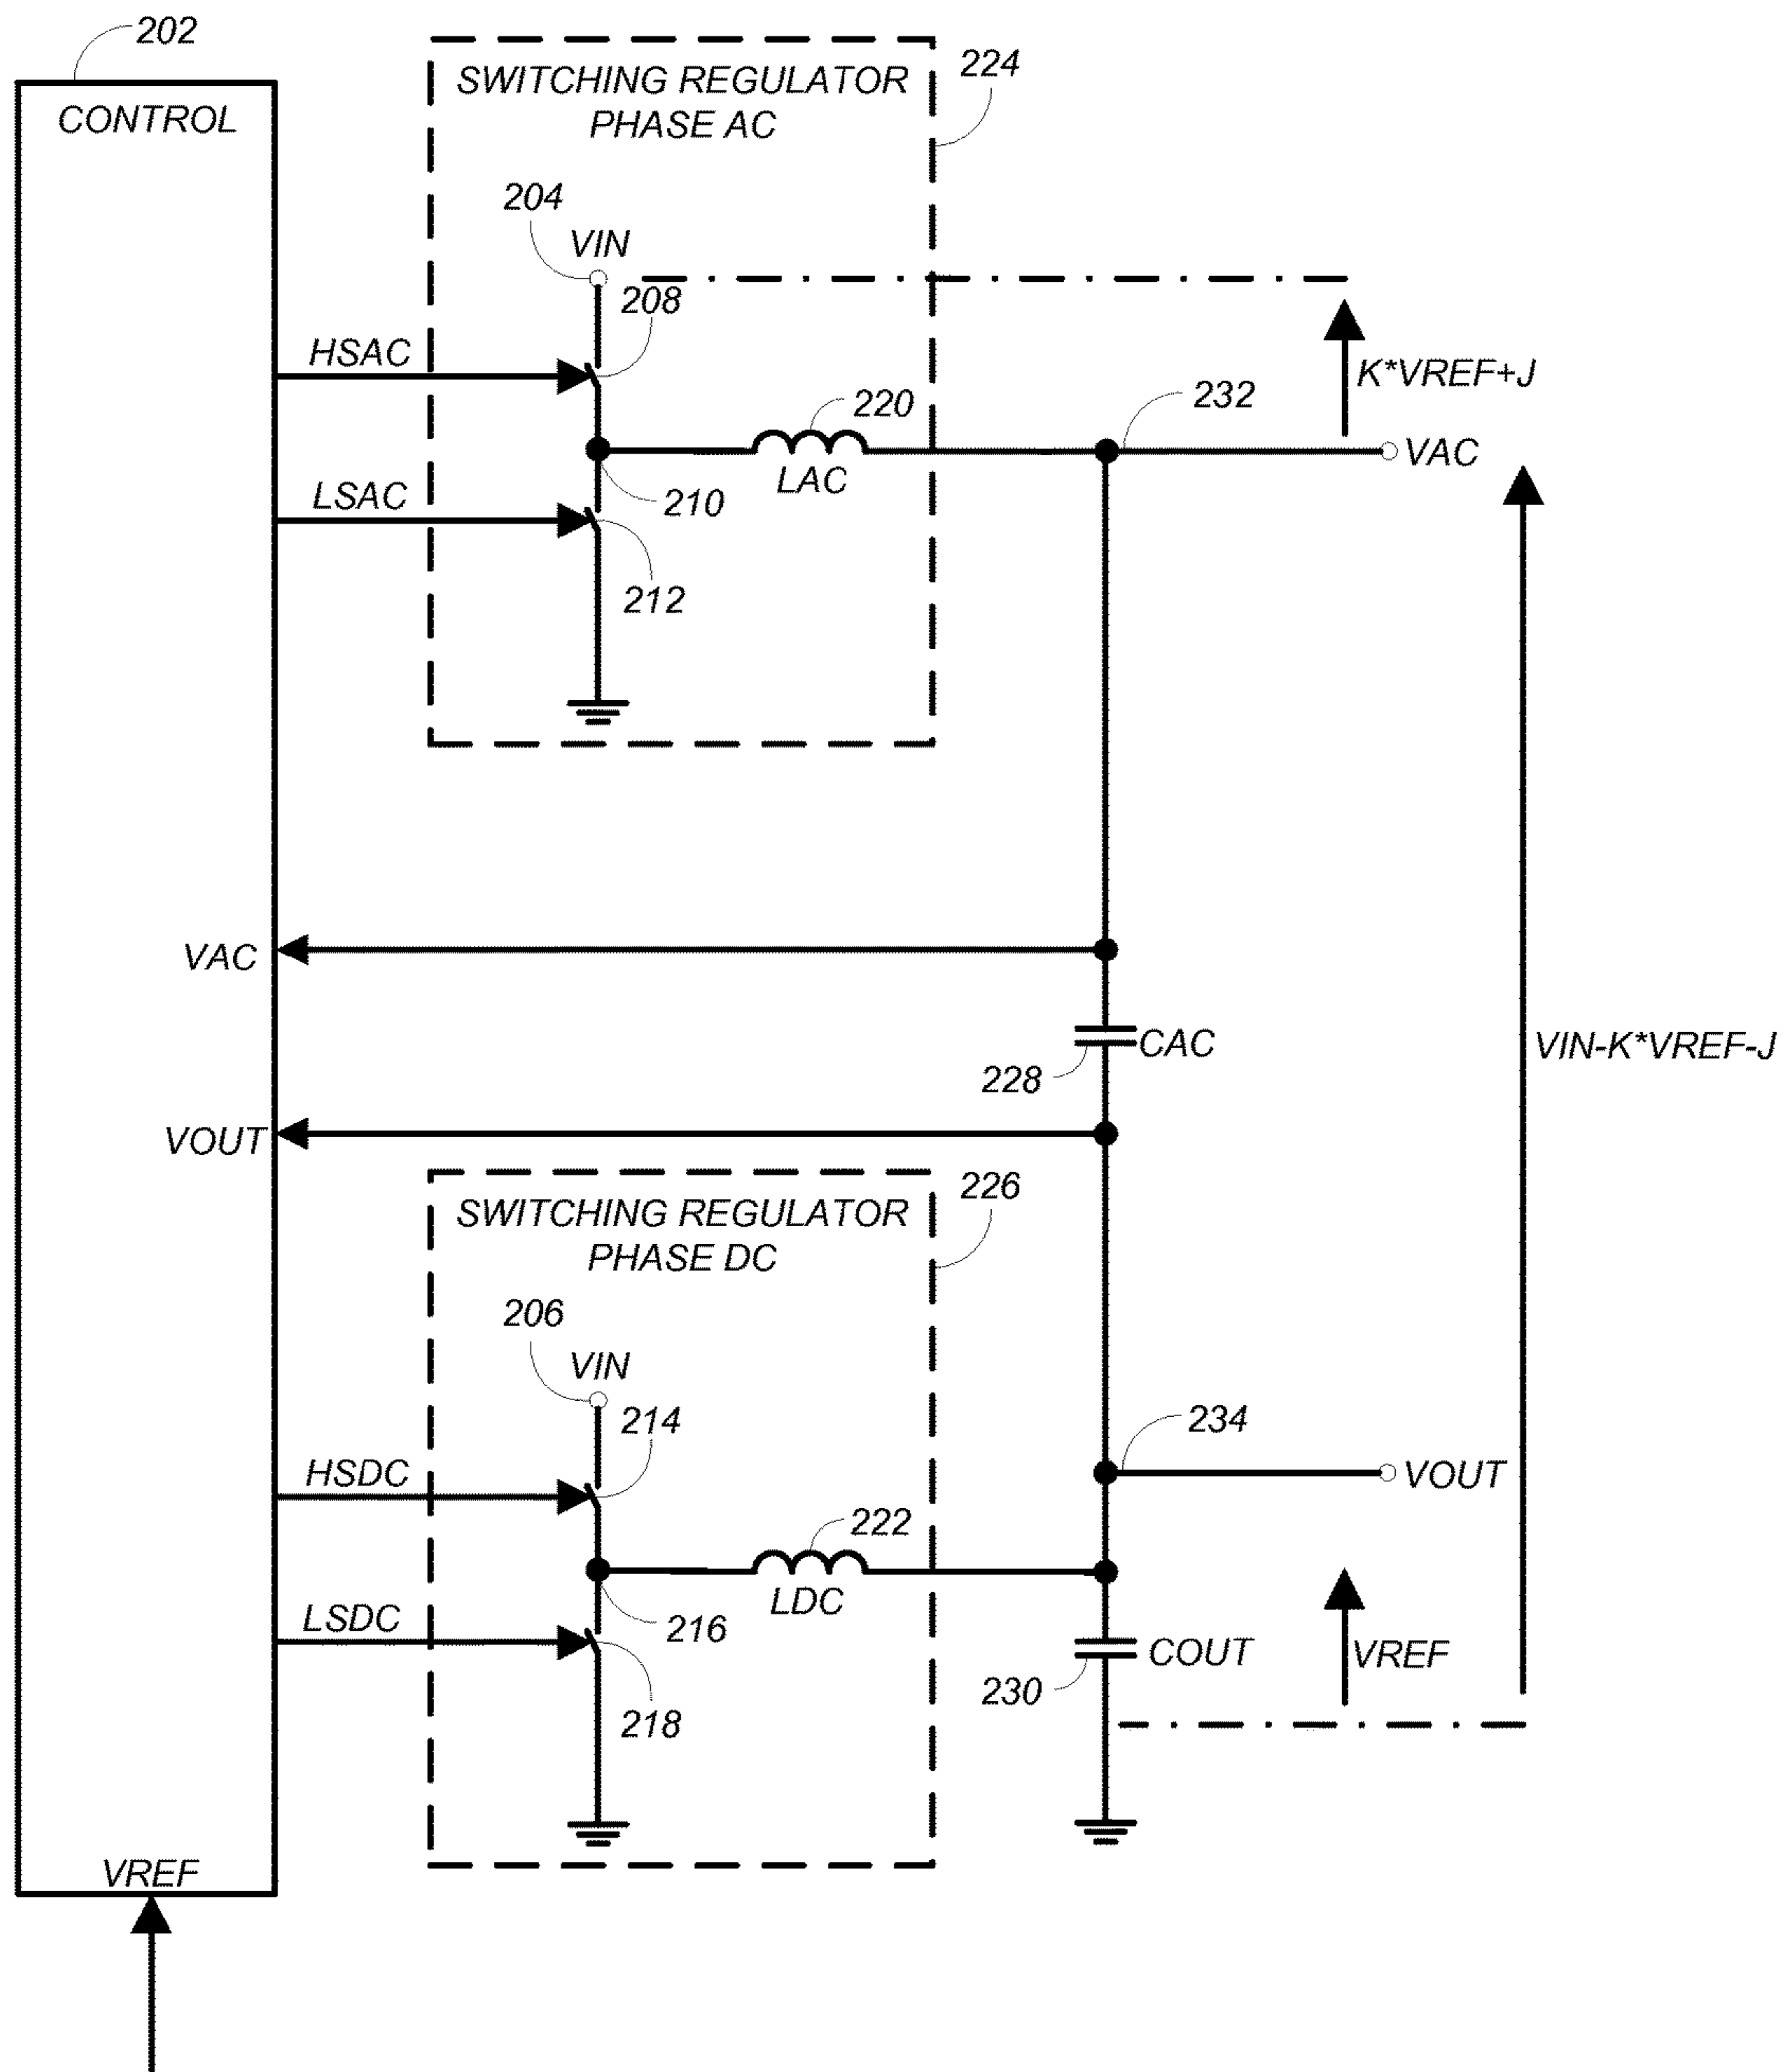 202
CONTROL
SWITCHING REGULATOR
PHASE AC
224
204
VIN
208
HSAC
K*VREF+J
220
232
LAC
VAC
LSAC
210
212
VAC
CAC
228
VIN-K*VREF-J
VOUT
226
SWITCHING REGULATOR
PHASE DC
206
VIN
214
234
HSDC
VOUT
222
LDC
LSDC
216
COUT
VREF
230
218
VREF